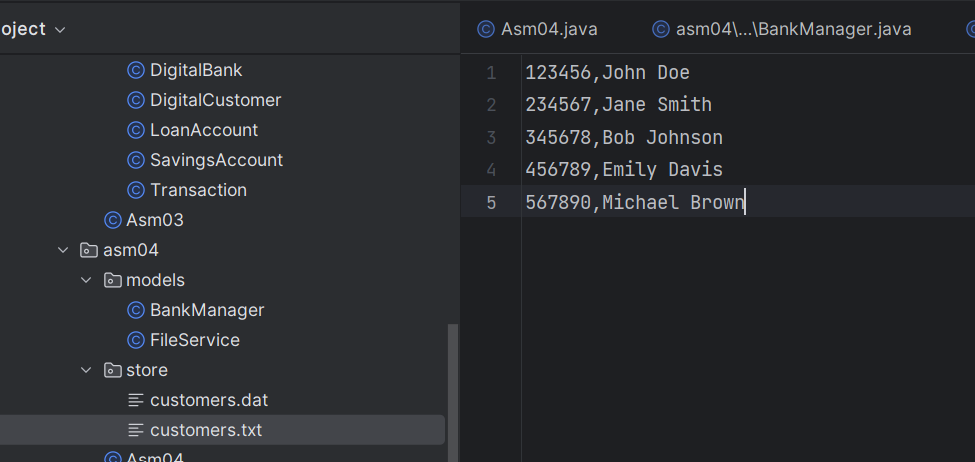 oject
DigitalBank
DigitalCustomer
LoanAccount
SavingsAccount
Transaction
Asm03
asm04
models
BankManager
FileService
store
customers.dat
customers.txt
Asm04
Asm04.java
asm04\...\BankManager.java
1 123456,John Doe
2 234567,Jane Smith
3 345678,Bob Johnson
4 456789,Emily Davis
5 567890,Michael Brown